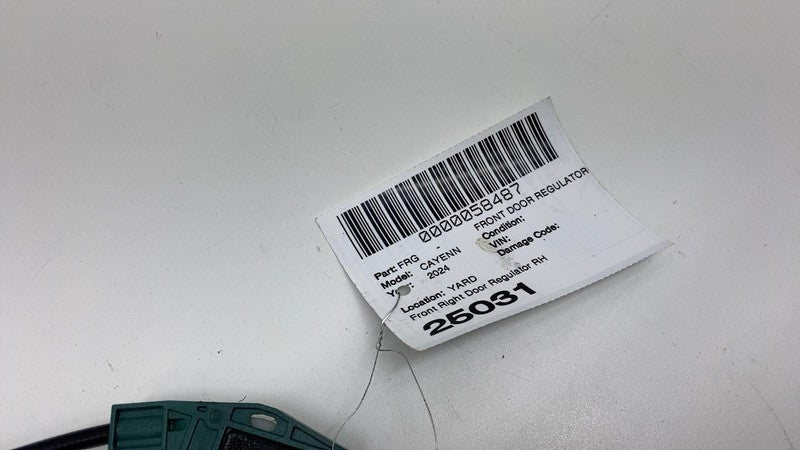 0000058487
Part: FRG - FRONT DOOR REGULATOR
Model: CAYENN Condition:
2024 VIN:
Damage Code:
Location: YARD
Front Right Door Regulator RH
25031